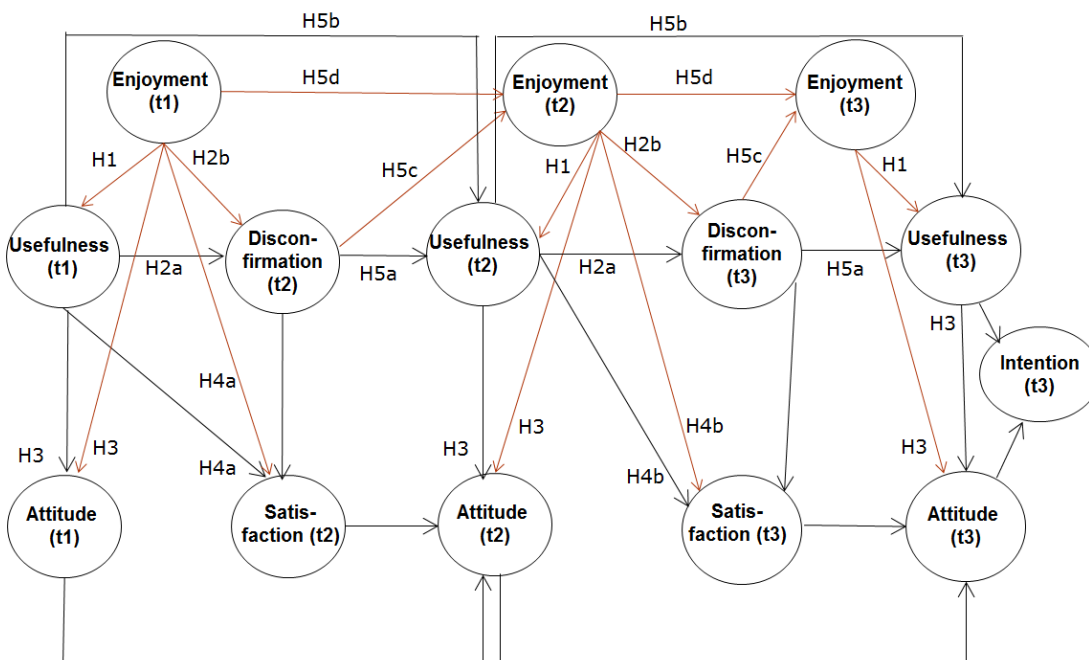 H5b
H5b
Enjoyment
(t1)
H5d
Enjoyment
(t2)
H5d
Enjoyment
(t3)
H1
H2b
H5c
H1
H2b
H5c
H1
Usefulness
(t1)
H2a
Discon-
firmation
(t2)
H5a
Usefulness
(t2)
H2a
Discon-
firmation
(t3)
H5a
Usefulness
(t3)
H3
Intention
(t3)
H4a
H3
H3
H4a
H3
H3
H4b
H4b
H3
Attitude
(t1)
Satis-
faction (t2)
Attitude
(t2)
Satis-
faction (t3)
Attitude
(t3)